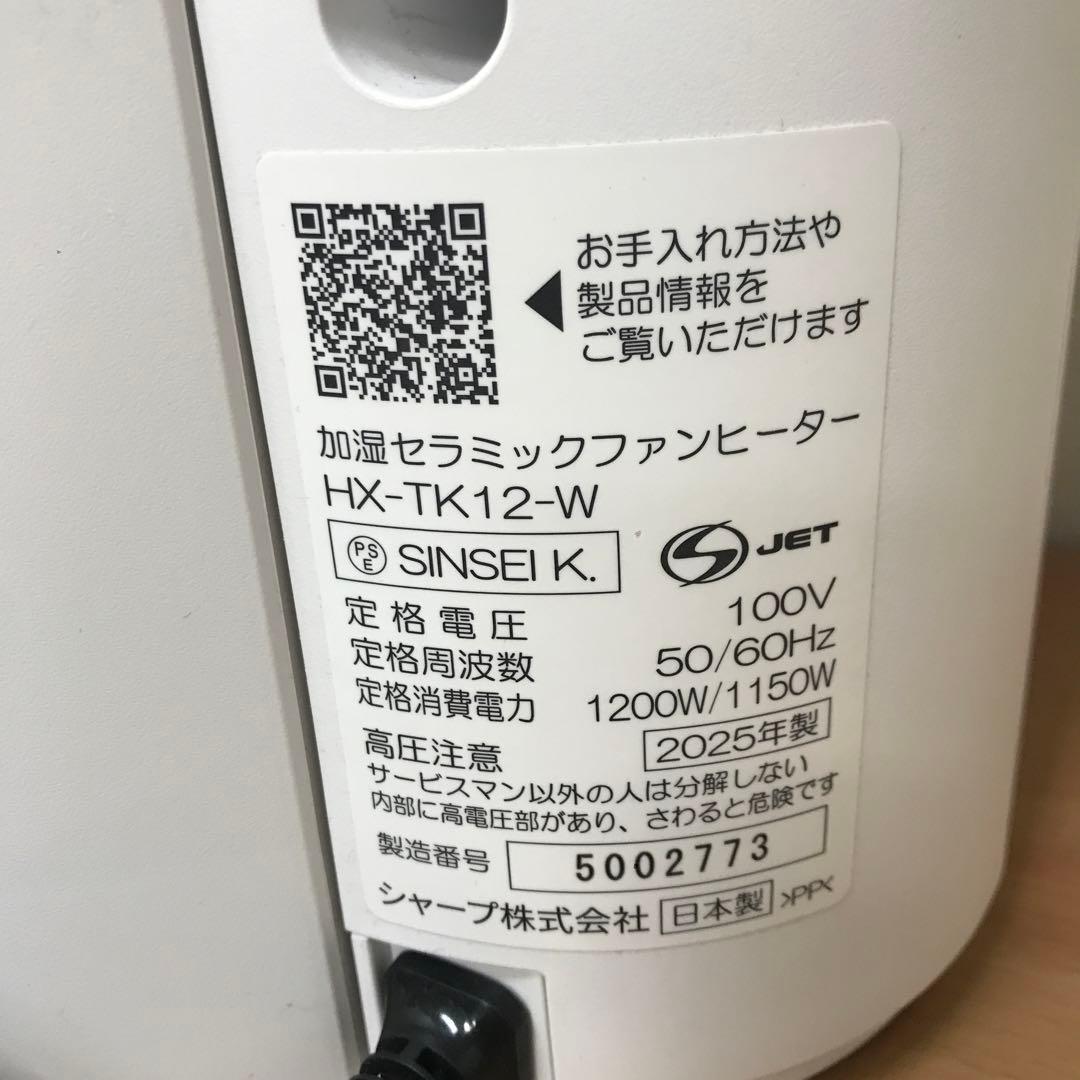 お手入れ方法や
製品情報を
ご覧いただけます
加湿セラミックファンヒーター
HX-TK12-W
PSE SINSEI K. S JET
定格電圧 100V
定格周波数 50/60Hz
定格消費電力 1200W/1150W
高圧注意 2025年製
サービスマン以外の人は分解しない
内部に高電圧部があり、さわると危険です
製造番号 5002773
シャープ株式会社 日本製 >PP<